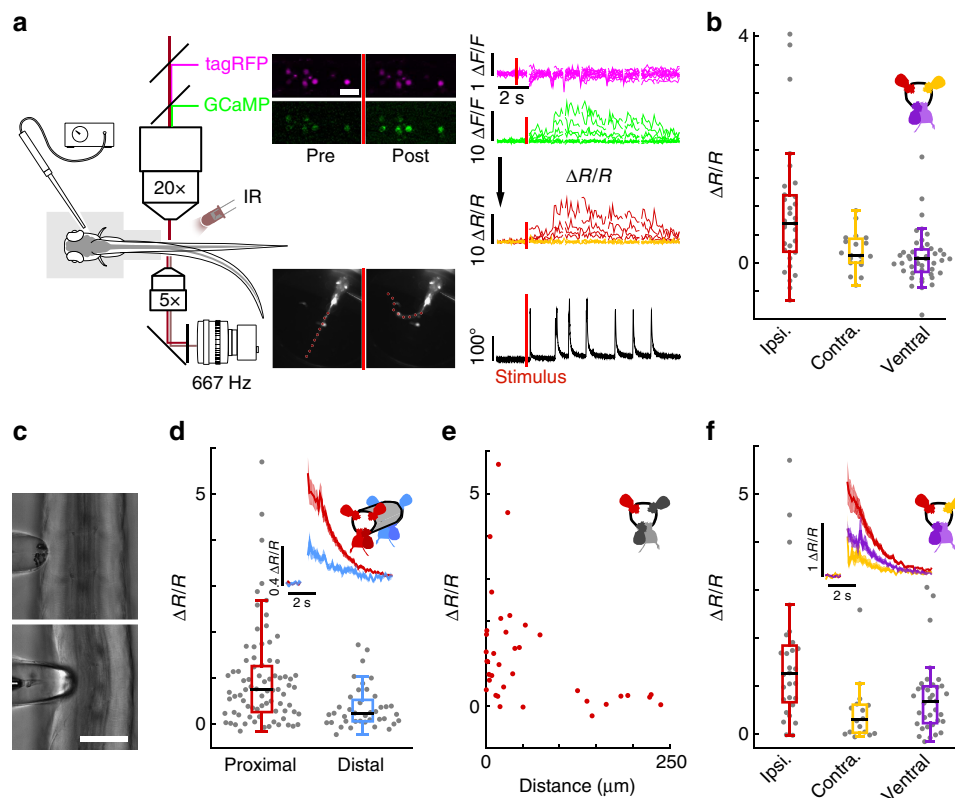 a
tagRFP
GCaMP
20×
IR
5×
667 Hz
Pre
Post
1 ΔF/F
2 s
10 ΔF/F
ΔR/R
10 ΔR/R
100°
Stimulus
b
4
ΔR/R
0
Ipsi.
Contra.
Ventral
c
d
5
ΔR/R
0
0.4 ΔR/R
2 s
Proximal
Distal
e
5
ΔR/R
0
0
250
Distance (μm)
f
5
ΔR/R
0
1 ΔR/R
2 s
Ipsi.
Contra.
Ventral